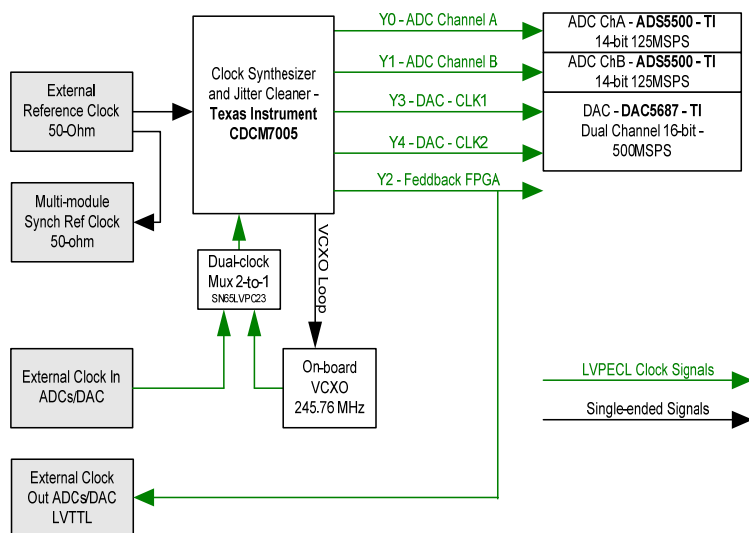 Y0 - ADC Channel A
ADC ChA - ADS5500 - TI
14-bit 125MSPS
Y1 - ADC Channel B
ADC ChB - ADS5500 - TI
14-bit 125MSPS
Y3 - DAC - CLK1
DAC - DAC5687 - TI
Dual Channel 16-bit -
500MSPS
Y4 - DAC - CLK2
Y2 - Feddback FPGA
Clock Synthesizer
and Jitter Cleaner -
Texas Instrument
CDCM7005
External
Reference Clock
50-Ohm
Multi-module
Synch Ref Clock
50-ohm
Dual-clock
Mux 2-to-1
SN65LVPC23
VCXO Loop
External Clock In
ADCs/DAC
On-board
VCXO
245.76 MHz
LVPECL Clock Signals
Single-ended Signals
External Clock
Out ADCs/DAC
LVTTL